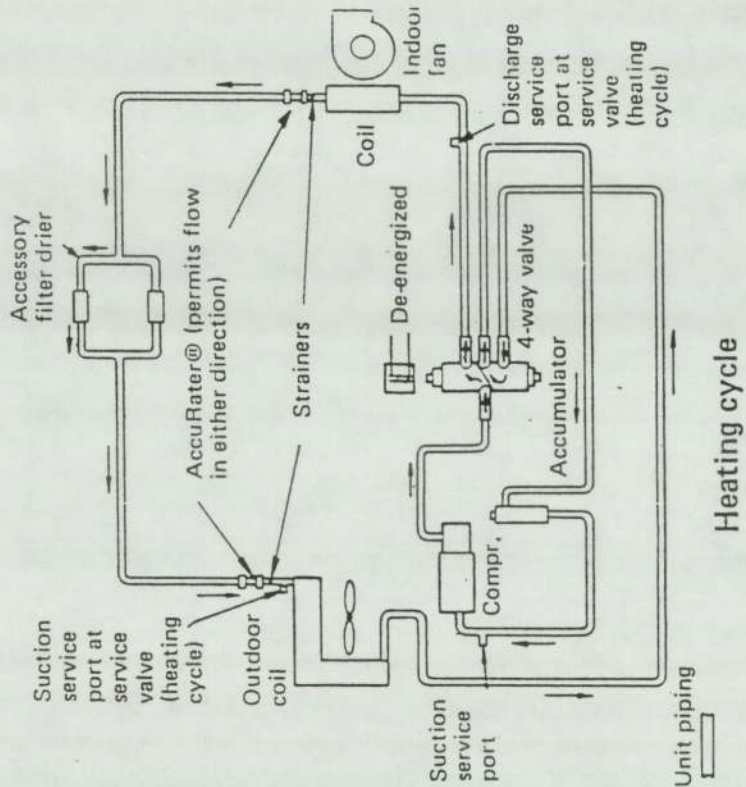 Accessory
filter drier
Suction
service
port at
service
valve
(heating
cycle)
AccuRater® (permits flow
in either direction)
Outdoor
coil
Strainers
Coil
Indoor
fan
De-energized
Discharge
service
port at
service
valve
(heating
cycle)
4-way valve
Accumulator
Compr.
Suction
service
port
Heating cycle
Unit piping